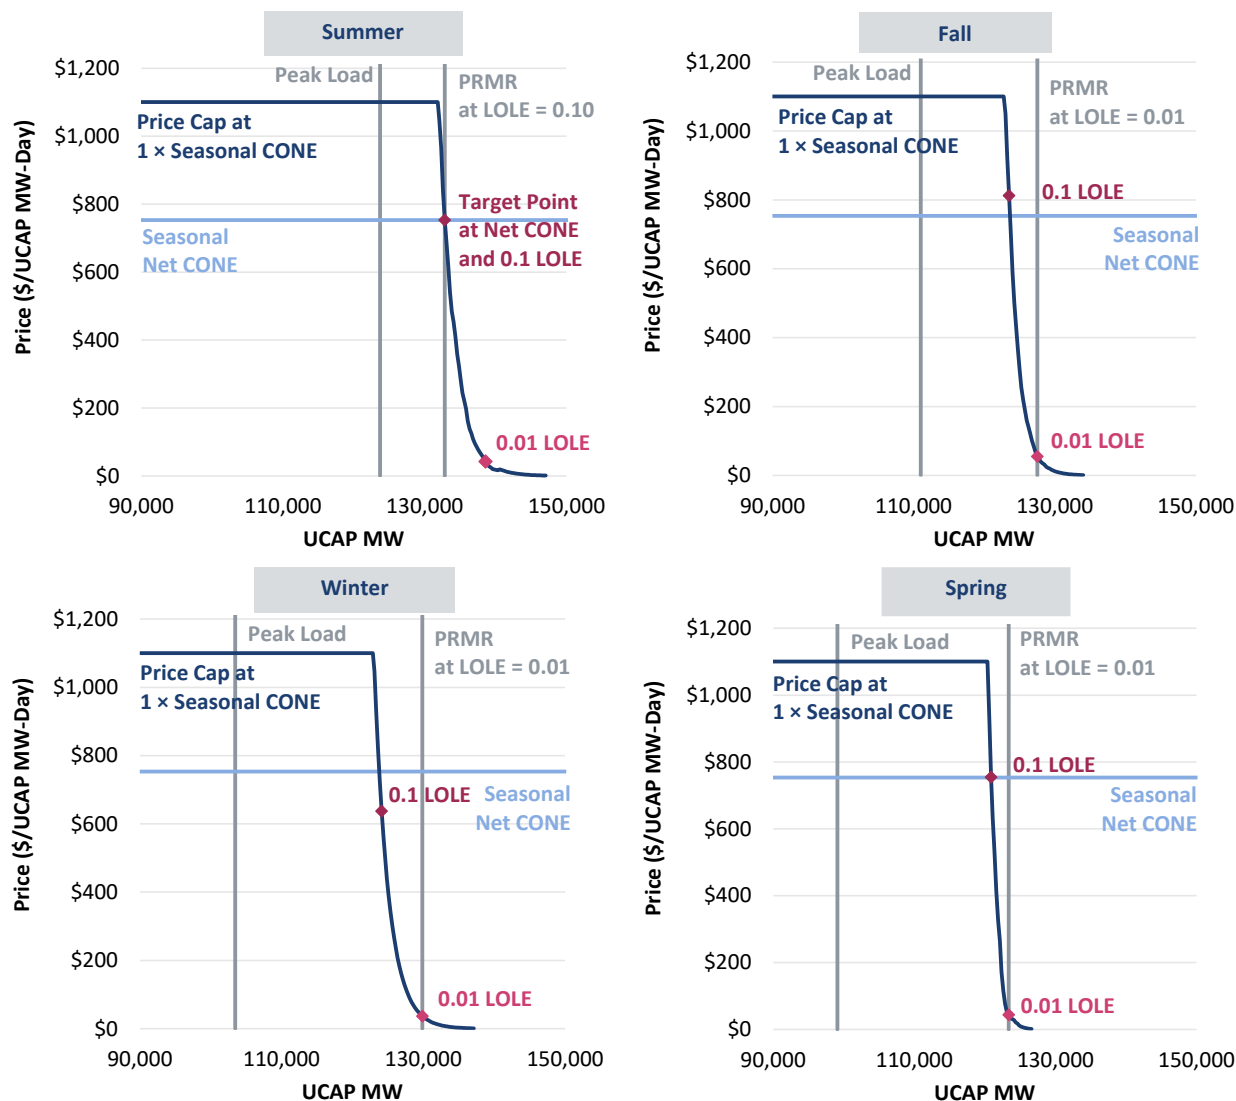 Summer
$1,200
$1,000
$800
$600
$400
$200
$0
Price ($/UCAP MW-Day)
Peak Load
PRMR
at LOLE = 0.10
Price Cap at
1 × Seasonal CONE
Target Point
at Net CONE
and 0.1 LOLE
Seasonal
Net CONE
0.01 LOLE
90,000
110,000
130,000
150,000
UCAP MW
Fall
$1,200
$1,000
$800
$600
$400
$200
$0
Price ($/UCAP MW-Day)
Peak Load
PRMR
at LOLE = 0.01
Price Cap at
1 × Seasonal CONE
0.1 LOLE
Seasonal
Net CONE
0.01 LOLE
90,000
110,000
130,000
150,000
UCAP MW
Winter
$1,200
$1,000
$800
$600
$400
$200
$0
Price ($/UCAP MW-Day)
Peak Load
PRMR
at LOLE = 0.01
Price Cap at
1 × Seasonal CONE
0.1 LOLE
Seasonal
Net CONE
0.01 LOLE
90,000
110,000
130,000
150,000
UCAP MW
Spring
$1,200
$1,000
$800
$600
$400
$200
$0
Price ($/UCAP MW-Day)
Peak Load
PRMR
at LOLE = 0.01
Price Cap at
1 × Seasonal CONE
0.1 LOLE
Seasonal
Net CONE
0.01 LOLE
90,000
110,000
130,000
150,000
UCAP MW